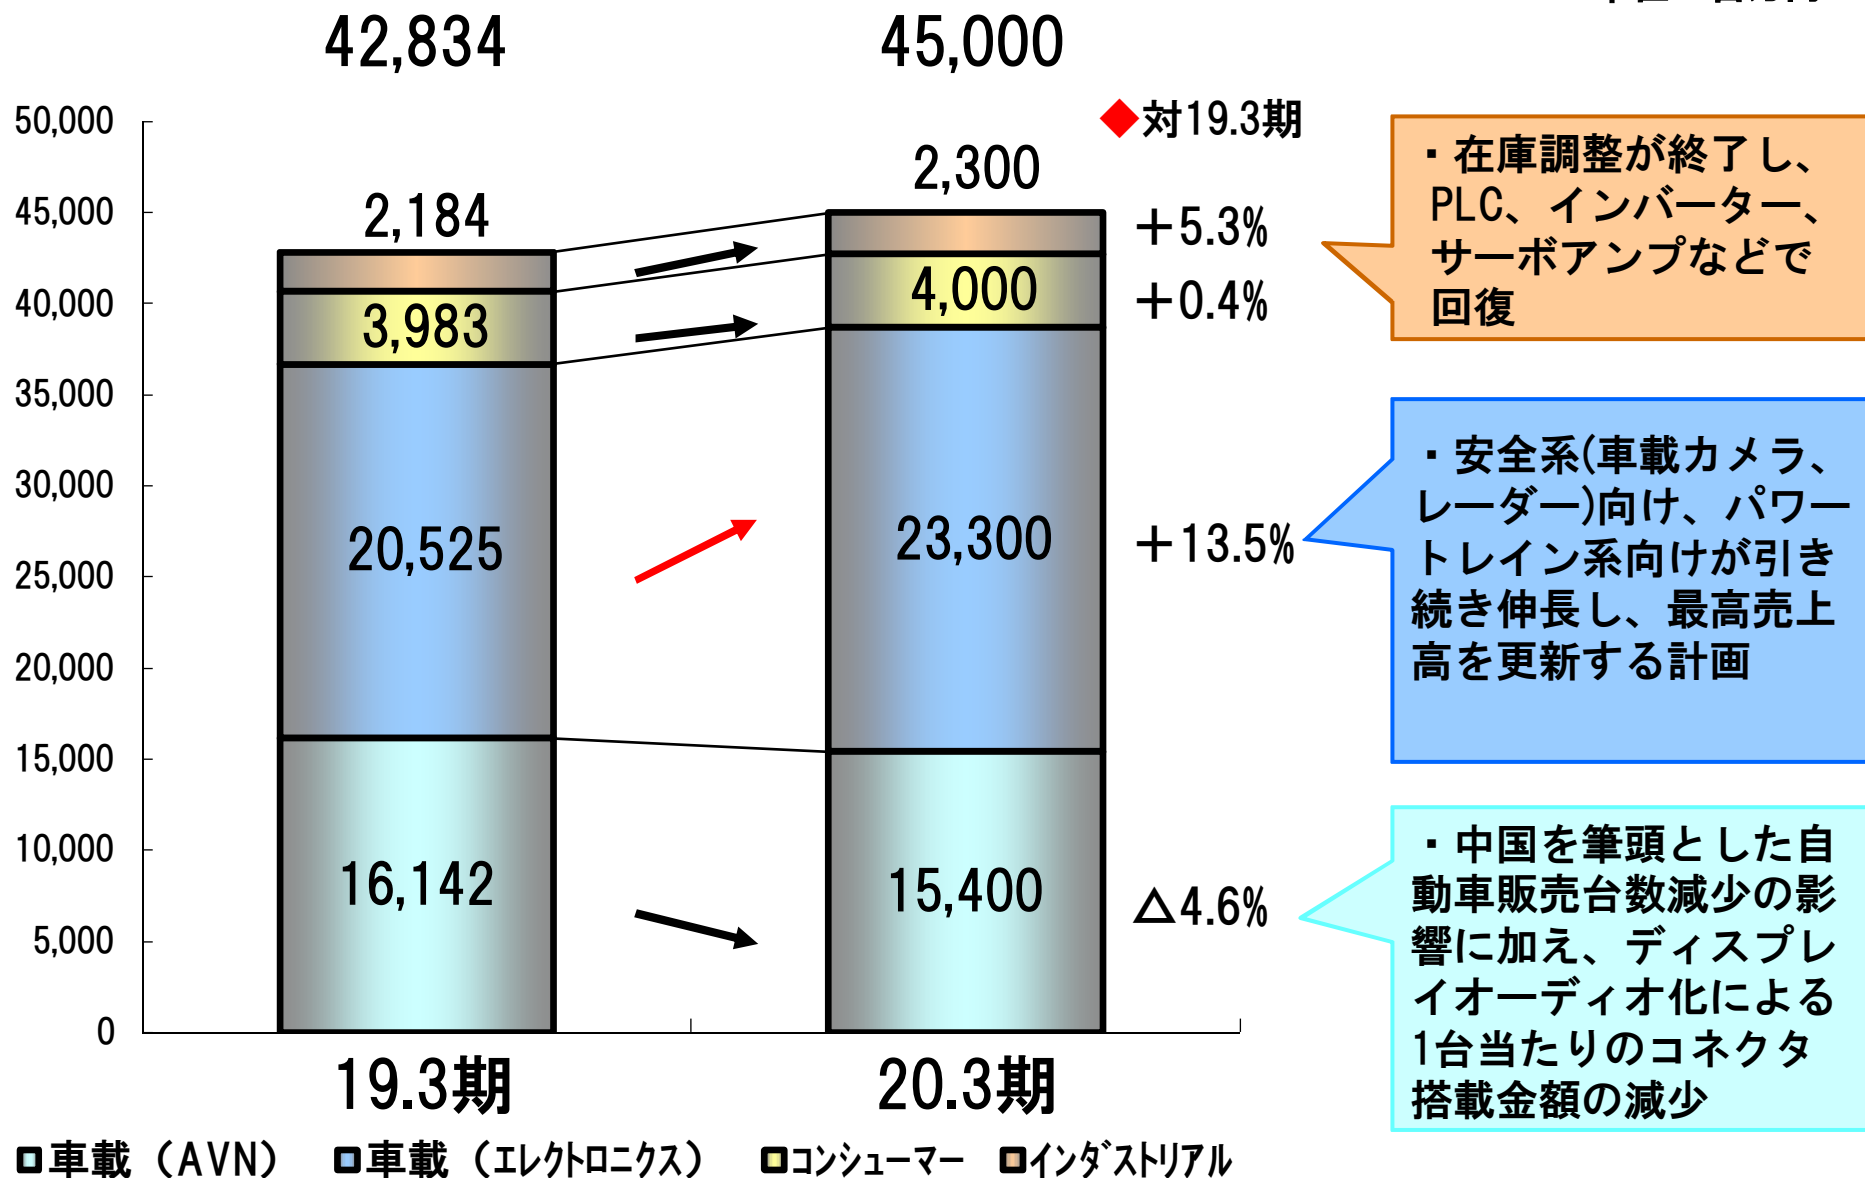 42,834
45,000
◆対19.3期
50,000
45,000
40,000
35,000
30,000
25,000
20,000
15,000
10,000
5,000
0
2,184
3,983
20,525
16,142
2,300
4,000
23,300
15,400
+5.3%
+0.4%
+13.5%
△4.6%
・在庫調整が終了し、
PLC、インバーター、
サーボアンプなどで
回復
・安全系(車載カメラ、
レーダー)向け、パワー
トレイン系向けが引き
続き伸長し、最高売上
高を更新する計画
・中国を筆頭とした自
動車販売台数減少の影
響に加え、ディスプレ
イオーディオ化による
1台当たりのコネクタ
搭載金額の減少
19.3期
20.3期
車載（AVN）
車載（エレクトロニクス）
コンシューマー
インダストリアル